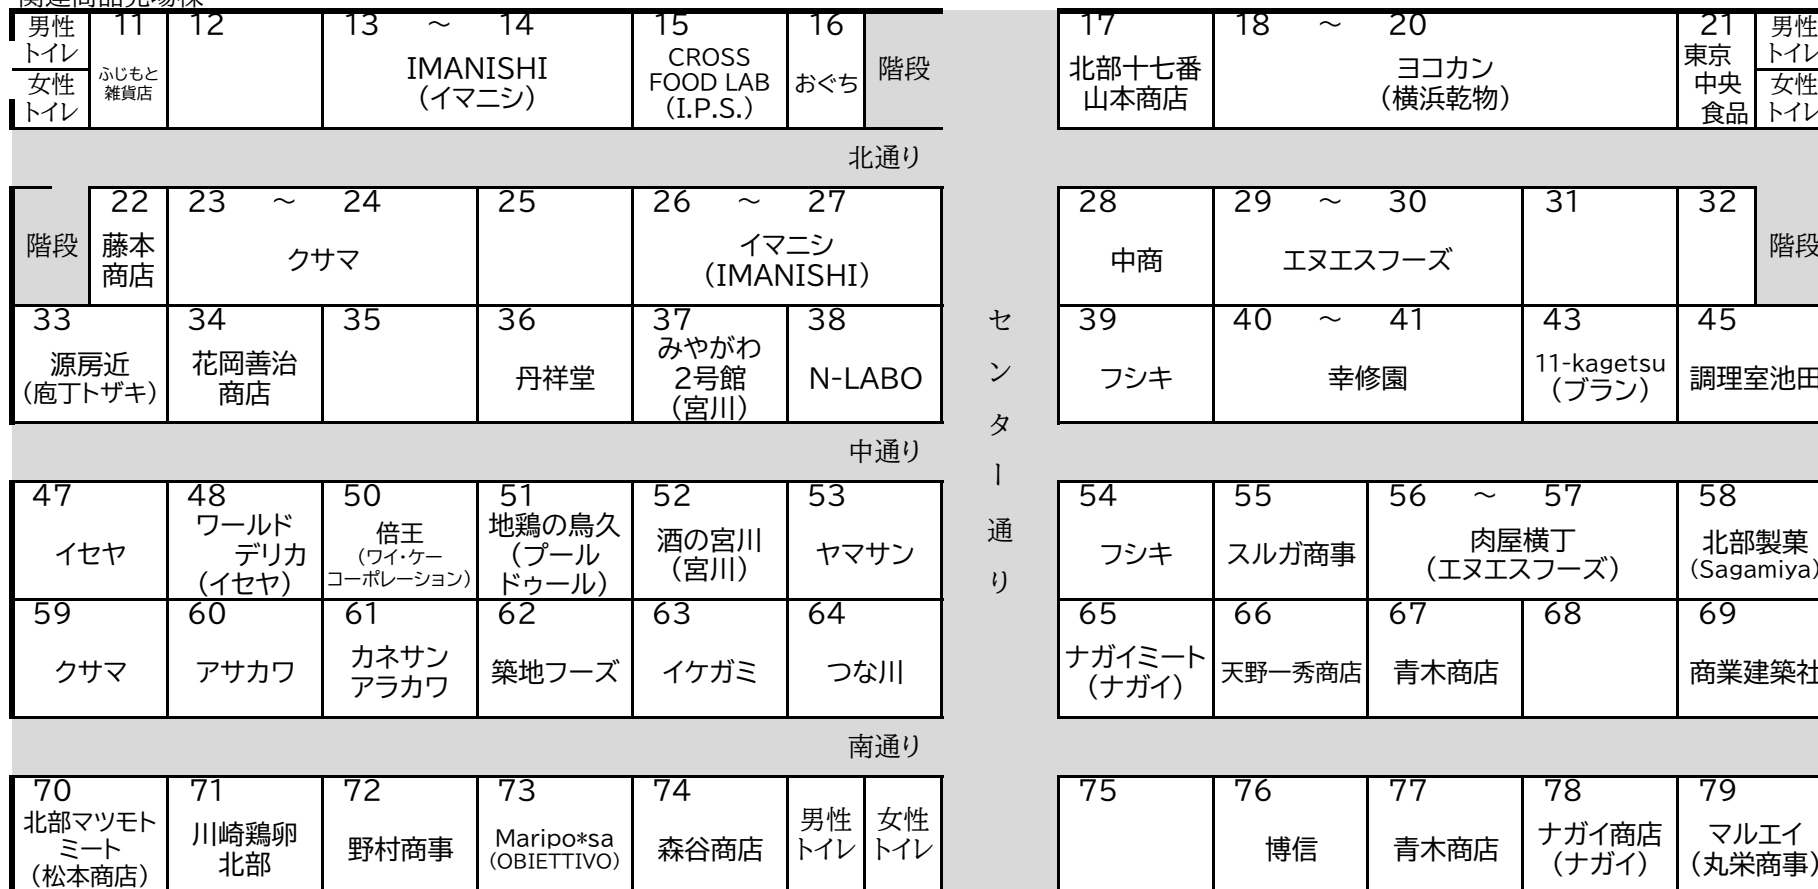 関連商品売場棟
男性
トイレ
女性
トイレ
11
ふじもと
雑貨店
12
13 ～ 14
IMANISHI
(イマニシ)
15
CROSS
FOOD LAB
(I.P.S.)
16
おぐち
階段
17
北部十七番
山本商店
18 ～ 20
ヨコカン
(横浜乾物)
21
東京
中央
食品
男性
トイレ
女性
トイレ
北通り
階段
22
藤本
商店
23 ～ 24
クサマ
25
26 ～ 27
イマニシ
(IMANISHI)
28
中商
29 ～ 30
エヌエスフーズ
31
32
階段
33
源房近
(庖丁トザキ)
34
花岡善治
商店
35
36
丹祥堂
37
みやがわ
2号館
(宮川)
38
N-LABO
39
フシキ
40 ～ 41
幸修園
43
11-kagetsu
(ブラン)
45
調理室池田
中通り
センター通り
47
イセヤ
48
ワールド
デリカ
(イセヤ)
50
倍王
(ワイ・ケー
コーポレーション)
51
地鶏の鳥久
(プール
ドゥール)
52
酒の宮川
(宮川)
53
ヤマサン
54
フシキ
55
スルガ商事
56 ～ 57
肉屋横丁
(エヌエスフーズ)
58
北部製菓
(Sagamiya)
59
クサマ
60
アサカワ
61
カネサン
アラカワ
62
築地フーズ
63
イケガミ
64
つな川
65
ナガイミート
(ナガイ)
66
天野一秀商店
67
青木商店
68
69
商業建築社
南通り
70
北部マツモト
ミート
(松本商店)
71
川崎鶏卵
北部
72
野村商事
73
Maripo*sa
(OBIETTIVO)
74
森谷商店
男性
トイレ
女性
トイレ
75
76
博信
77
青木商店
78
ナガイ商店
(ナガイ)
79
マルエイ
(丸栄商事)